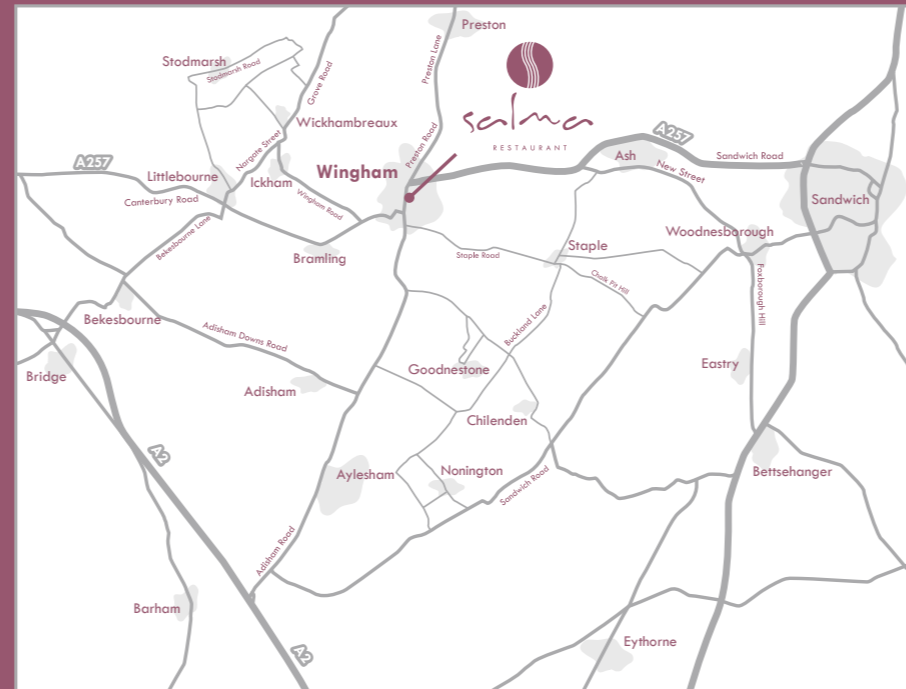 Preston
Stodmarsh
Stodmarsh Road
Grove Road
Preston Lane
salma
RESTAURANT
Wickhambreaux
Nargate Street
Preston Road
A257
A257
Ash
New Street
Sandwich Road
Littlebourne
Ickham
Wingham
Canterbury Road
Wingham Road
Sandwich
Bekesbourne Lane
Bramling
Staple Road
Staple
Woodnesborough
Chalk Pit Hill
Foxborough Hill
Bekesbourne
Adisham Downs Road
Buckland Lane
Bridge
Adisham
Goodnestone
Eastry
Chilenden
A2
Aylesham
Nonington
Sandwich Road
Bettsehanger
Adisham Road
Barham
A2
Eythorne